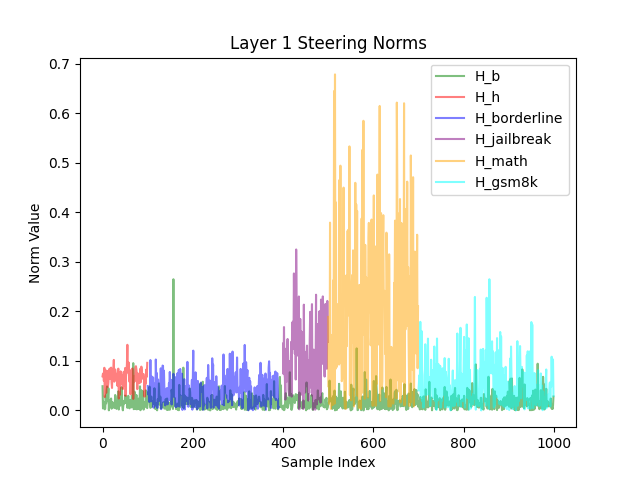 Layer 1 Steering Norms
H_b
H_h
H_borderline
H_jailbreak
H_math
H_gsm8k
Norm Value
0.7
0.6
0.5
0.4
0.3
0.2
0.1
0.0
0
200
400
600
800
1000
Sample Index